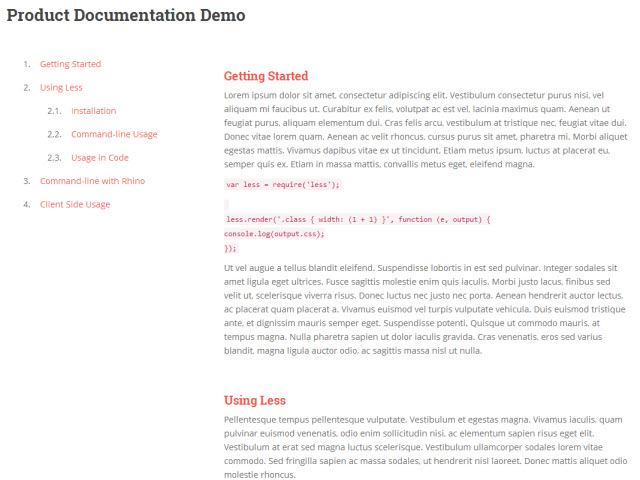 Product Documentation Demo
1. Getting Started
2. Using Less
2.1. Installation
2.2. Command-line Usage
2.3. Usage in Code
3. Command-line with Rhino
4. Client Side Usage
Getting Started
Lorem ipsum dolor sit amet, consectetur adipiscing elit. Vestibulum consectetur purus nisi, vel
aliquam mi faucibus ut. Curabitur ex felis, volutpat ac est vel, lacinia maximus quam. Aenean ut
feugiat purus, aliquam elementum dui. Cras felis arcu, vestibulum at tristique nec, feugiat vitae dui.
Donec vitae lorem quam. Aenean ac velit rhoncus, cursus purus sit amet, pharetra mi. Morbi aliquet
egestas mattis. Vivamus dapibus vitae ex ut tincidunt. Etiam metus ipsum, luctus at placerat eu,
semper quis ex. Etiam in massa mattis, convallis metus eget, eleifend magna.
var less = require('less');
less.render('.class { width: (1 + 1) }', function (e, output) {
console.log(output.css);
});
Ut vel augue a tellus blandit eleifend. Suspendisse lobortis in est sed pulvinar. Integer sodales sit
amet ligula eget ultrices. Fusce sagittis molestie enim quis iaculis. Morbi justo lacus, finibus sed
velit ut, scelerisque viverra risus. Donec luctus nec justo nec porta. Aenean hendrerit auctor lectus,
ac placerat quam placerat a. Vivamus euismod vel turpis vulputate vehicula. Duis euismod tristique
ante, et dignissim mauris semper eget. Suspendisse potenti. Quisque ut commodo mauris, at
tempus magna. Nulla pharetra sapien ut dolor iaculis gravida. Cras venenatis, eros sed varius
blandit, magna ligula auctor odio, ac sagittis massa nisl ut nulla.
Using Less
Pellentesque tempus pellentesque vulputate. Vestibulum et egestas magna. Vivamus iaculis, quam
pulvinar euismod venenatis, odio enim sollicitudin nisi, ac elementum sapien risus eget elit.
Vestibulum at erat sed magna luctus scelerisque. Vestibulum ullamcorper sodales lorem vitae
commodo. Sed fringilla sapien ac massa sodales, ut hendrerit nisl laoreet. Donec mattis aliquet odio
molestie rhoncus.